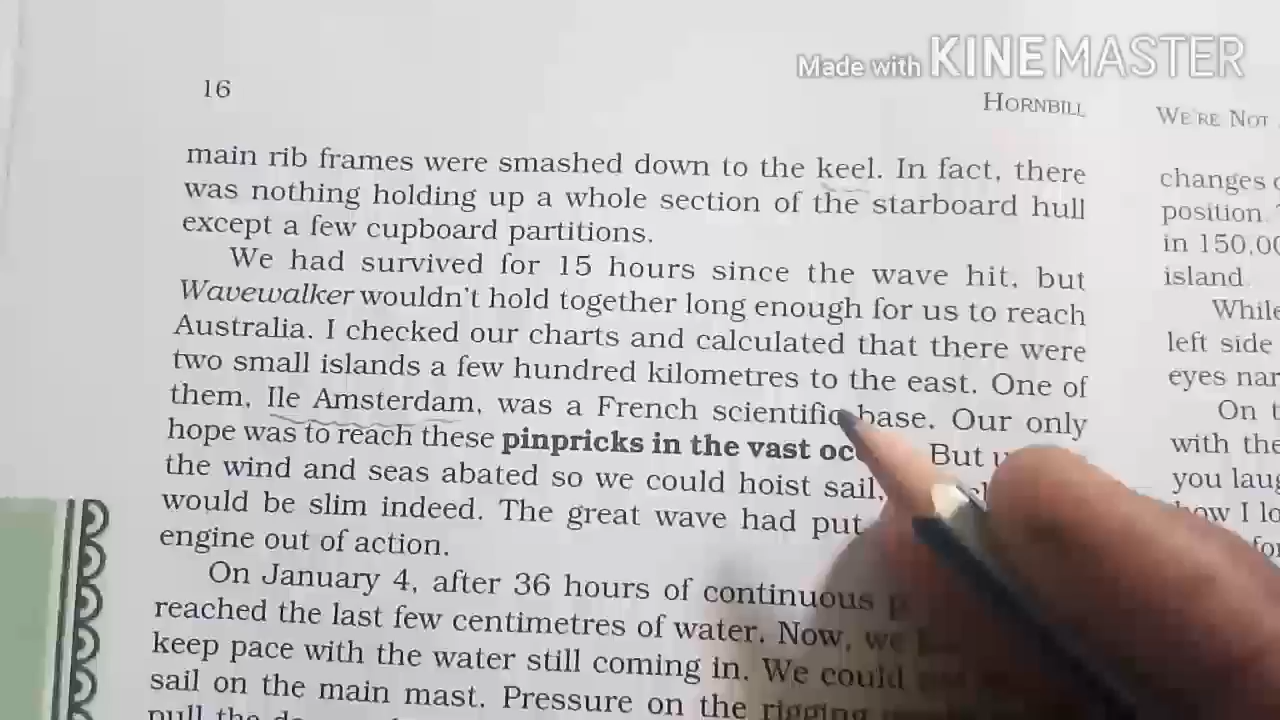 Made with KINEMASTER
16
HORNBILL
main rib frames were smashed down to the keel. In fact, there
was nothing holding up a whole section of the starboard hull
except a few cupboard partitions.
We had survived for 15 hours since the wave hit, but
Wavewalker wouldn't hold together long enough for us to reach
Australia. I checked our charts and calculated that there were
two small islands a few hundred kilometres to the east. One of
them, Ile Amsterdam, was a French scientific base. Our only
hope was to reach these pinpricks in the vast But
the wind and seas abated so we could hoist sail,
would be slim indeed. The great wave had put
engine out of action.
On January 4, after 36 hours of continuous
reached the last few centimetres of water. Now, we
keep pace with the water still coming in. We could
sail on the main mast. Pressure on the rigging
pull the
WE'RE NOT
changes
position.
in
island.
While
left side
eyes
On
with the
you
how I